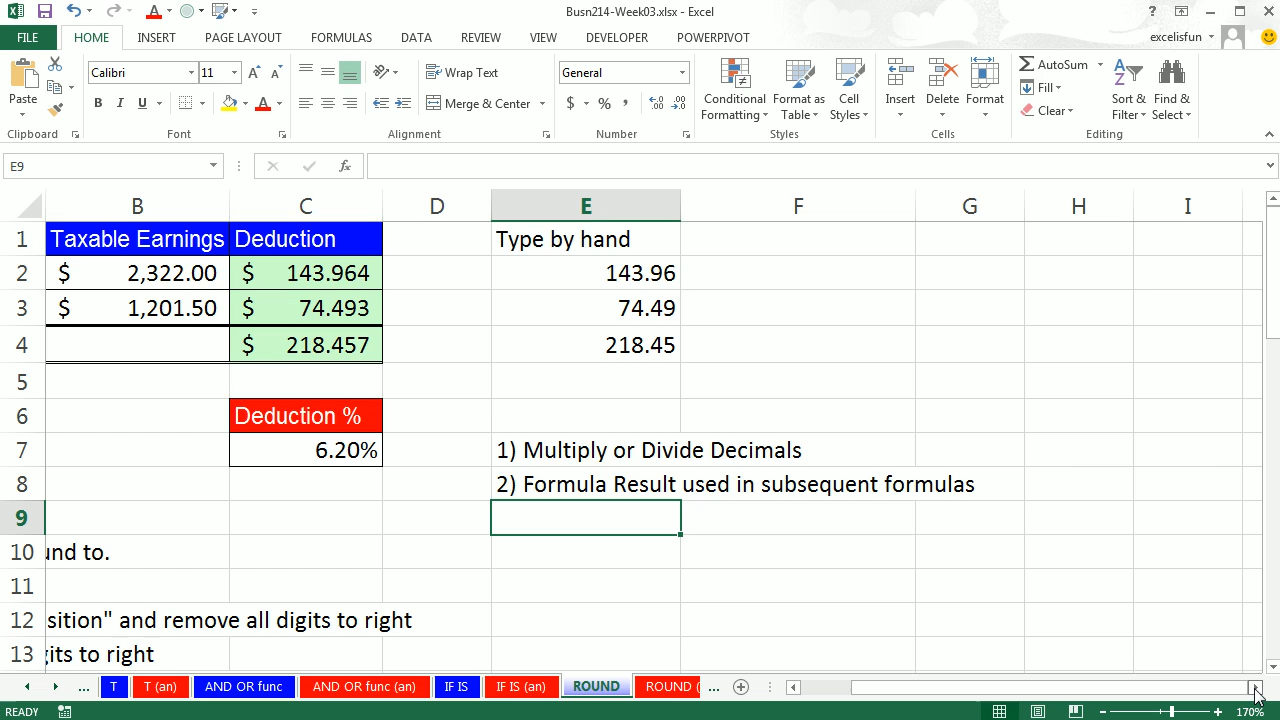 Busn214-Week03.xlsx - Excel
FILE HOME INSERT PAGE LAYOUT FORMULAS DATA REVIEW VIEW DEVELOPER POWERPIVOT excelisfun
Paste
Calibri 11
Wrap Text
General
Conditional Formatting
Format as Table
Cell Styles
Insert Delete Format
AutoSum
Fill
Clear
Sort & Filter
Find & Select
B I U
Merge & Center
$ % ,
Clipboard Font Alignment Number Styles Cells Editing
E9
fx
B C D E F G H I
1 Taxable Earnings Deduction Type by hand
2 $ 2,322.00 $ 143.964 143.96
3 $ 1,201.50 $ 74.493 74.49
4 $ 218.457 218.45
5
6 Deduction %
7 6.20% 1) Multiply or Divide Decimals
8 2) Formula Result used in subsequent formulas
9
10 und to.
11
12 sition" and remove all digits to right
13 gits to right
... T T (an) AND OR func AND OR func (an) IF IS IF IS (an) ROUND ROUND ( ...
READY 170%